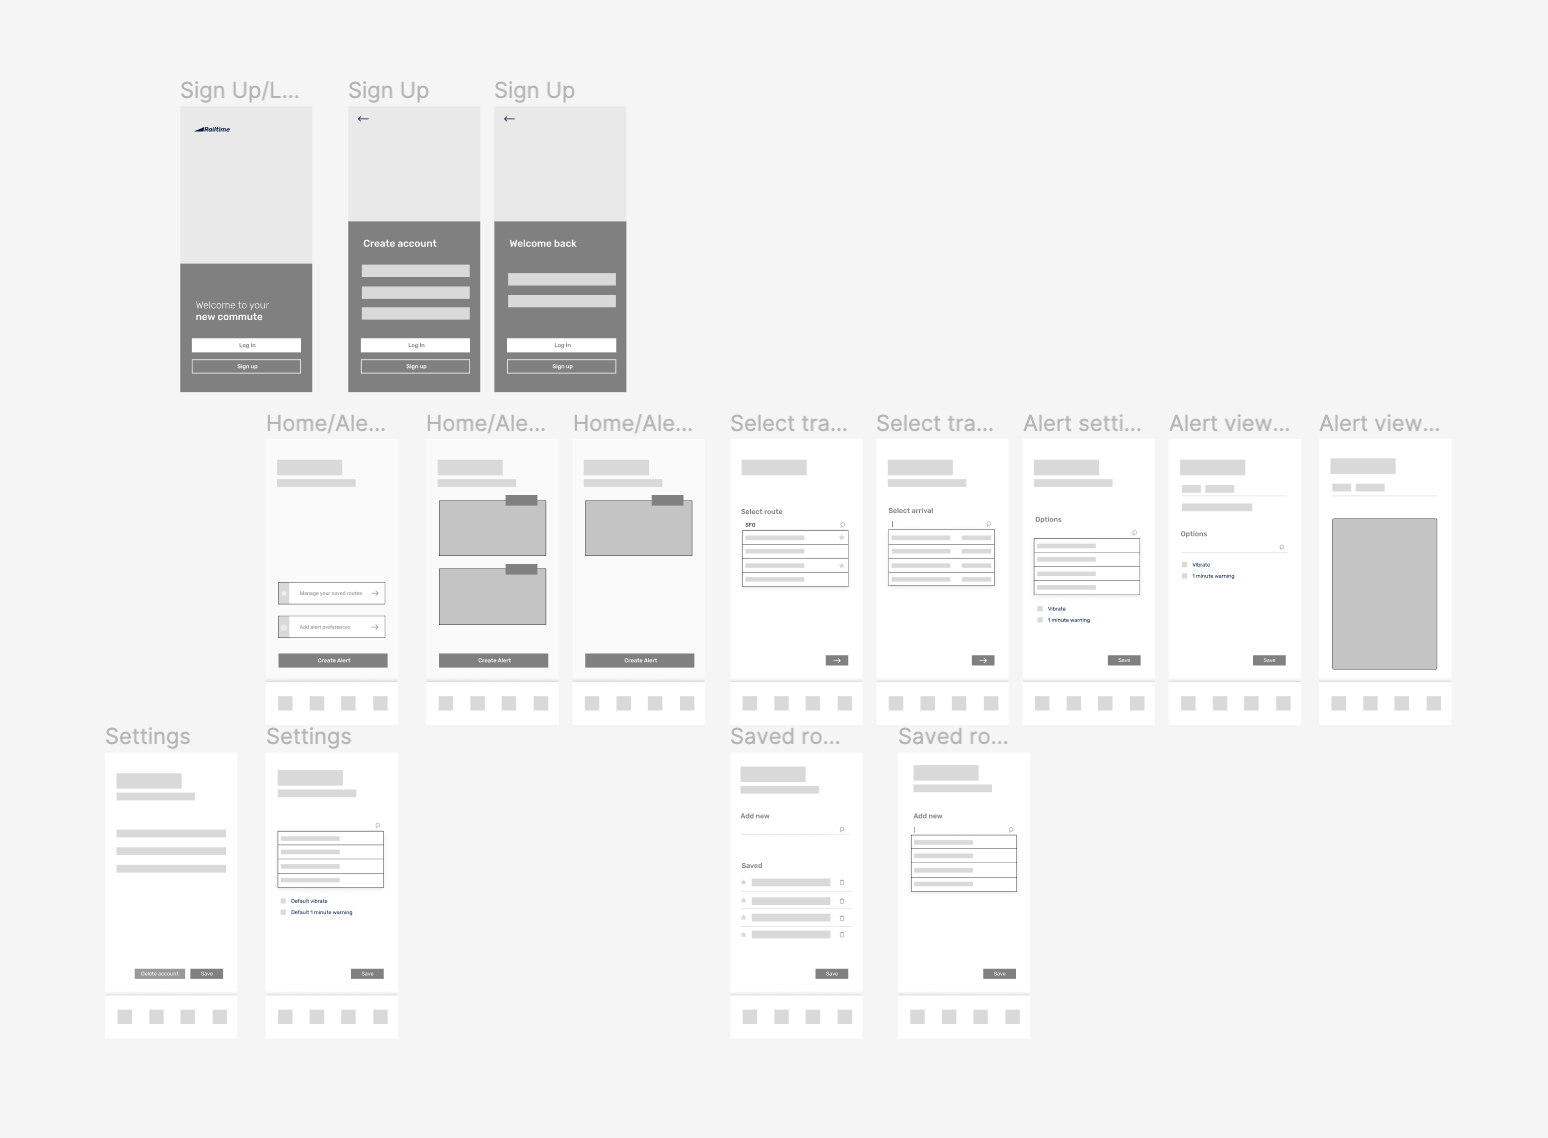 Sign Up/L...
Sign Up
Sign Up
Railtime
Welcome to your
new commute
Log In
Sign up
Create account
Log In
Sign up
Welcome back
Log In
Sign up
Home/Ale...
Home/Ale...
Home/Ale...
Select tra...
Select tra...
Alert setti...
Alert view...
Alert view...
Manage your saved routes
Add alert preferences
Create Alert
Create Alert
Create Alert
Select route
SFO
Select arrival
Options
Vibrate
1 minute warning
Save
Options
Vibrate
1 minute warning
Save
Settings
Settings
Saved ro...
Saved ro...
Delete account
Save
Default vibrate
Default 1 minute warning
Save
Add new
Saved
Save
Add new
Save